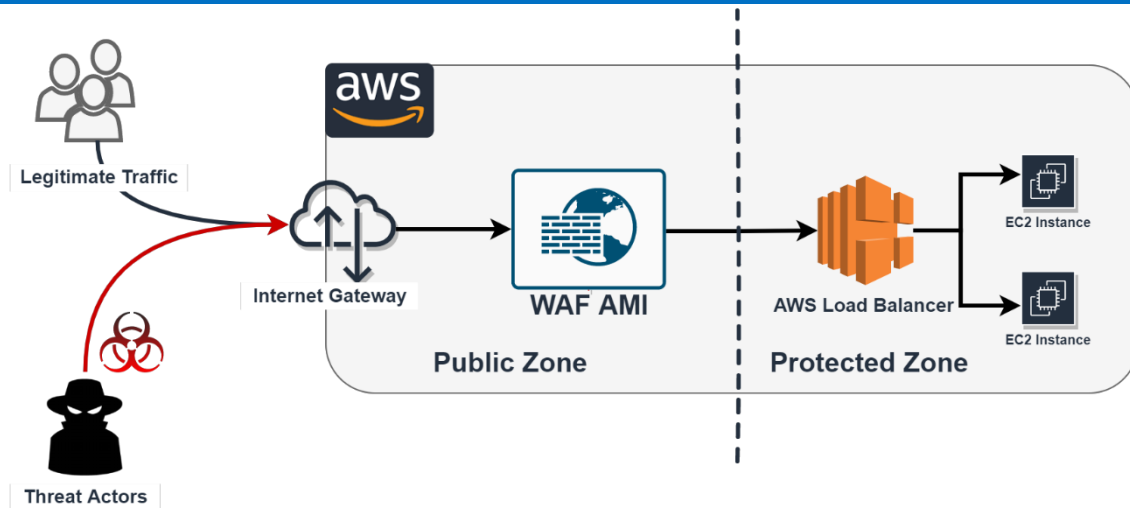 aws
Legitimate Traffic
Internet Gateway
WAF AMI
AWS Load Balancer
EC2 Instance
EC2 Instance
Public Zone
Protected Zone
Threat Actors